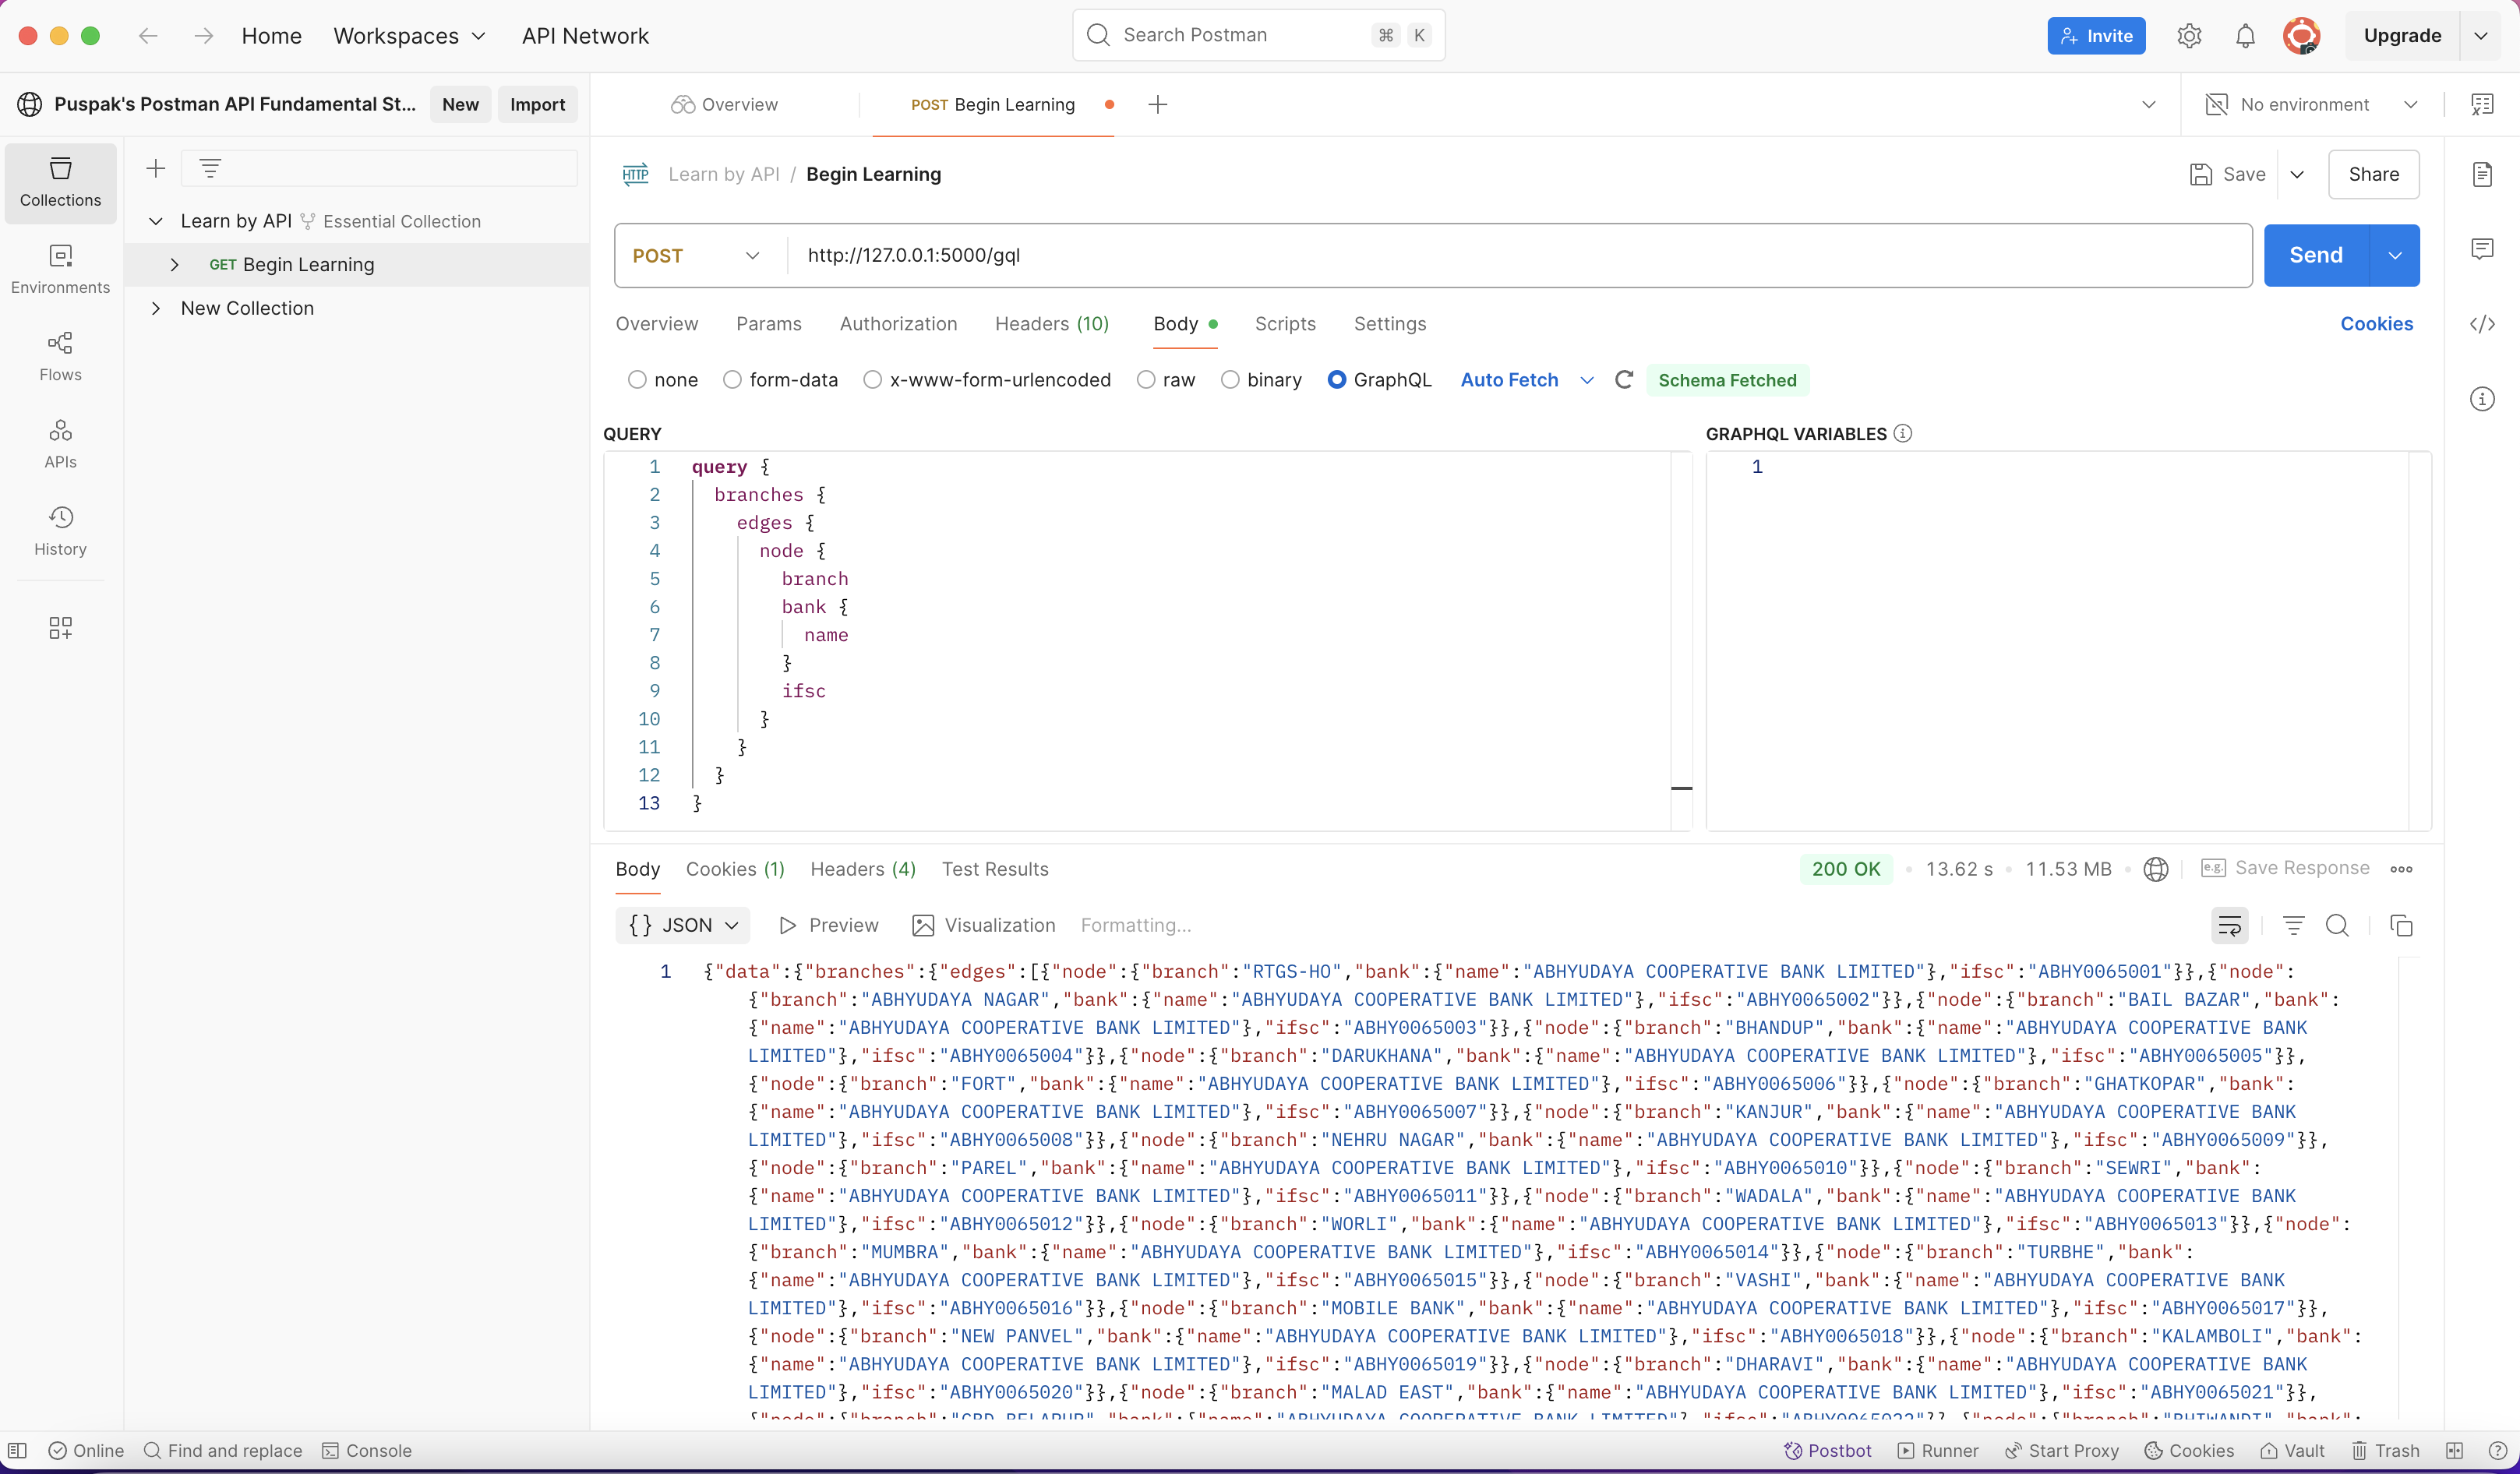 Home Workspaces API Network Search Postman ⌘ K Invite Upgrade
Puspak's Postman API Fundamental St... New Import Overview POST Begin Learning No environment
Collections
Environments
Flows
APIs
History
Learn by API Essential Collection
GET Begin Learning
New Collection
HTTP Learn by API / Begin Learning Save Share
POST http://127.0.0.1:5000/gql Send
Overview Params Authorization Headers (10) Body Scripts Settings Cookies
none form-data x-www-form-urlencoded raw binary GraphQL Auto Fetch Schema Fetched
QUERY GRAPHQL VARIABLES
1 query { 1
2 branches {
3 edges {
4 node {
5 branch
6 bank {
7 name
8 }
9 ifsc
10 }
11 }
12 }
13 }
Body Cookies (1) Headers (4) Test Results 200 OK • 13.62 s • 11.53 MB • e.g. Save Response
{} JSON Preview Visualization Formatting...
1 {"data":{"branches":{"edges":[{"node":{"branch":"RTGS-HO","bank":{"name":"ABHYUDAYA COOPERATIVE BANK LIMITED"},"ifsc":"ABHY0065001"}},{"node":
{"branch":"ABHYUDAYA NAGAR","bank":{"name":"ABHYUDAYA COOPERATIVE BANK LIMITED"},"ifsc":"ABHY0065002"}},{"node":{"branch":"BAIL BAZAR","bank":
{"name":"ABHYUDAYA COOPERATIVE BANK LIMITED"},"ifsc":"ABHY0065003"}},{"node":{"branch":"BHANDUP","bank":{"name":"ABHYUDAYA COOPERATIVE BANK
LIMITED"},"ifsc":"ABHY0065004"}},{"node":{"branch":"DARUKHANA","bank":{"name":"ABHYUDAYA COOPERATIVE BANK LIMITED"},"ifsc":"ABHY0065005"}},
{"node":{"branch":"FORT","bank":{"name":"ABHYUDAYA COOPERATIVE BANK LIMITED"},"ifsc":"ABHY0065006"}},{"node":{"branch":"GHATKOPAR","bank":
{"name":"ABHYUDAYA COOPERATIVE BANK LIMITED"},"ifsc":"ABHY0065007"}},{"node":{"branch":"KANJUR","bank":{"name":"ABHYUDAYA COOPERATIVE BANK
LIMITED"},"ifsc":"ABHY0065008"}},{"node":{"branch":"NEHRU NAGAR","bank":{"name":"ABHYUDAYA COOPERATIVE BANK LIMITED"},"ifsc":"ABHY0065009"}},
{"node":{"branch":"PAREL","bank":{"name":"ABHYUDAYA COOPERATIVE BANK LIMITED"},"ifsc":"ABHY0065010"}},{"node":{"branch":"SEWRI","bank":
{"name":"ABHYUDAYA COOPERATIVE BANK LIMITED"},"ifsc":"ABHY0065011"}},{"node":{"branch":"WADALA","bank":{"name":"ABHYUDAYA COOPERATIVE BANK
LIMITED"},"ifsc":"ABHY0065012"}},{"node":{"branch":"WORLI","bank":{"name":"ABHYUDAYA COOPERATIVE BANK LIMITED"},"ifsc":"ABHY0065013"}},{"node":
{"branch":"MUMBRA","bank":{"name":"ABHYUDAYA COOPERATIVE BANK LIMITED"},"ifsc":"ABHY0065014"}},{"node":{"branch":"TURBHE","bank":
{"name":"ABHYUDAYA COOPERATIVE BANK LIMITED"},"ifsc":"ABHY0065015"}},{"node":{"branch":"VASHI","bank":{"name":"ABHYUDAYA COOPERATIVE BANK
LIMITED"},"ifsc":"ABHY0065016"}},{"node":{"branch":"MOBILE BANK","bank":{"name":"ABHYUDAYA COOPERATIVE BANK LIMITED"},"ifsc":"ABHY0065017"}},
{"node":{"branch":"NEW PANVEL","bank":{"name":"ABHYUDAYA COOPERATIVE BANK LIMITED"},"ifsc":"ABHY0065018"}},{"node":{"branch":"KALAMBOLI","bank":
{"name":"ABHYUDAYA COOPERATIVE BANK LIMITED"},"ifsc":"ABHY0065019"}},{"node":{"branch":"DHARAVI","bank":{"name":"ABHYUDAYA COOPERATIVE BANK
LIMITED"},"ifsc":"ABHY0065020"}},{"node":{"branch":"MALAD EAST","bank":{"name":"ABHYUDAYA COOPERATIVE BANK LIMITED"},"ifsc":"ABHY0065021"}},
{"node":{"branch":"CBD BELAPUR","bank":{"name":"ABHYUDAYA COOPERATIVE BANK LIMITED"},"ifsc":"ABHY0065022"}},{"node":{"branch":"BHIWANDI","bank":
Online Find and replace Console Postbot Runner Start Proxy Cookies Vault Trash